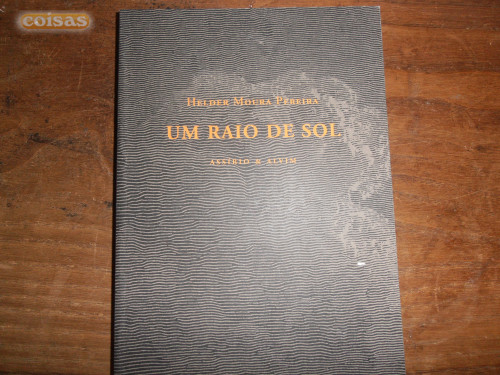 coisas
HELDER MOURA PEREIRA
UM RAIO DE SOL
ASSÍRIO & ALVIM